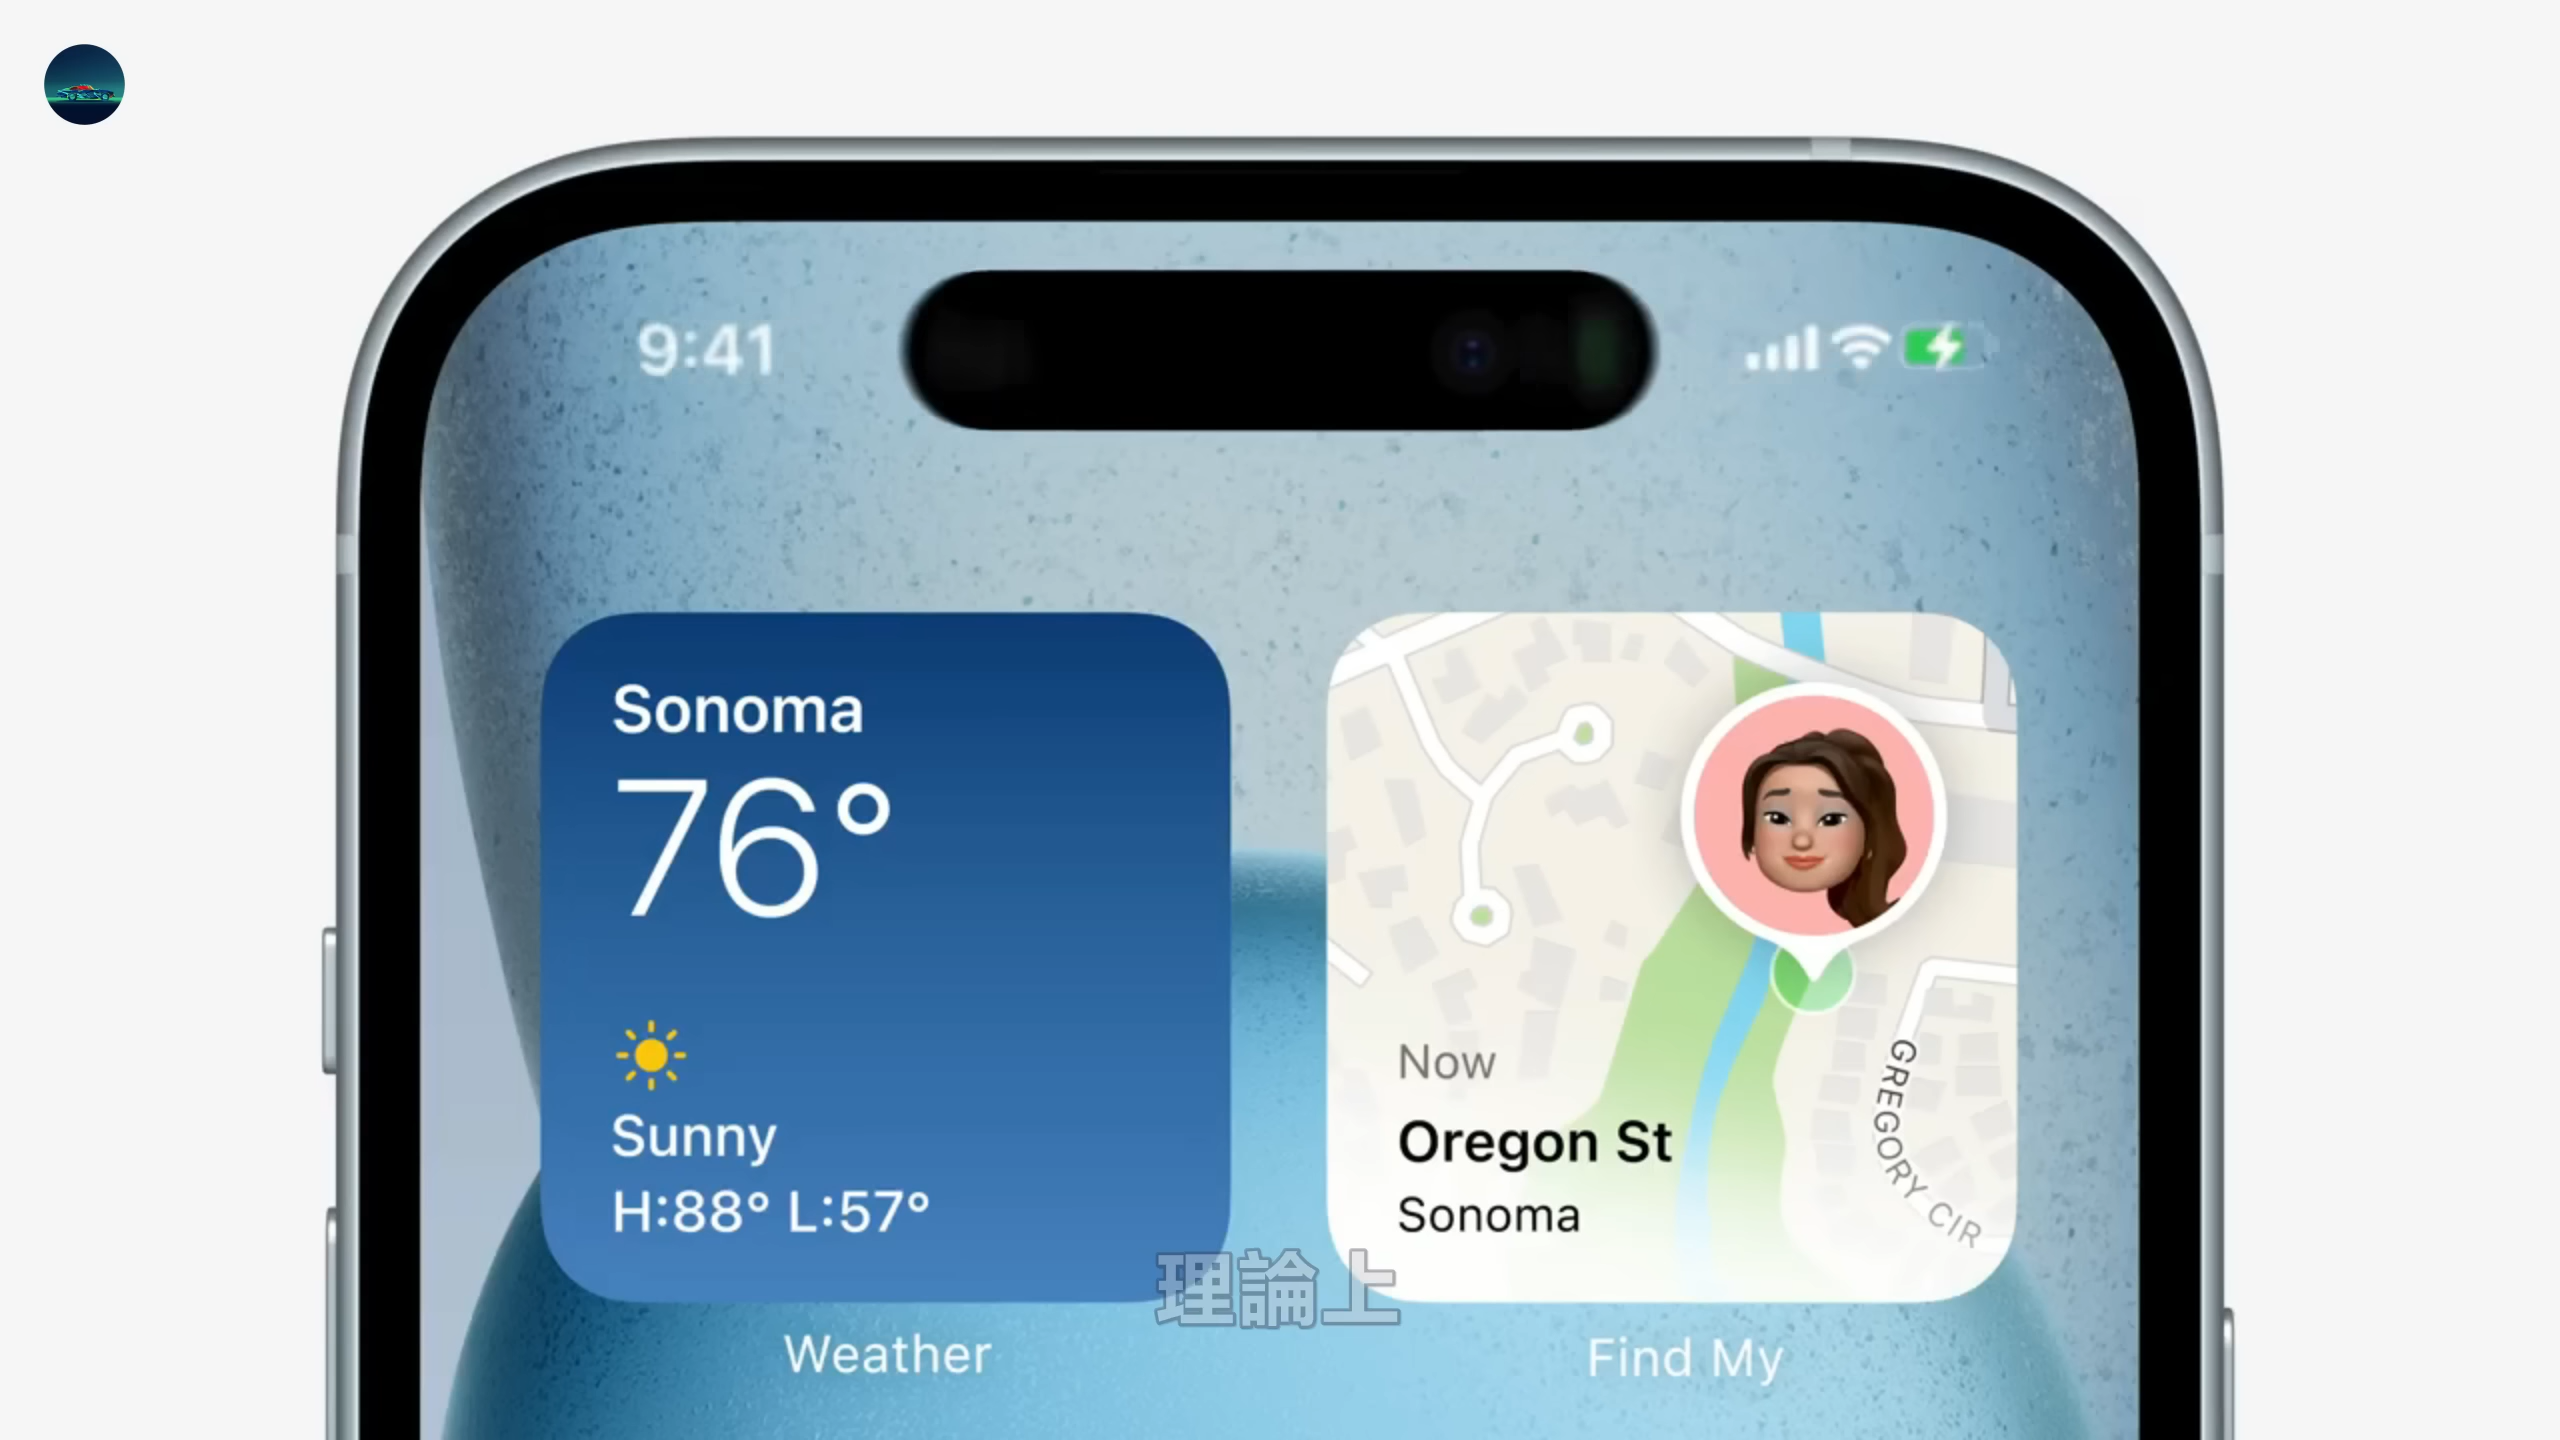 9:41
Sonoma
76°
Sunny
H:88° L:57°
Now
Oregon St
Sonoma
GREGORY CIR
理論上
Weather
Find My